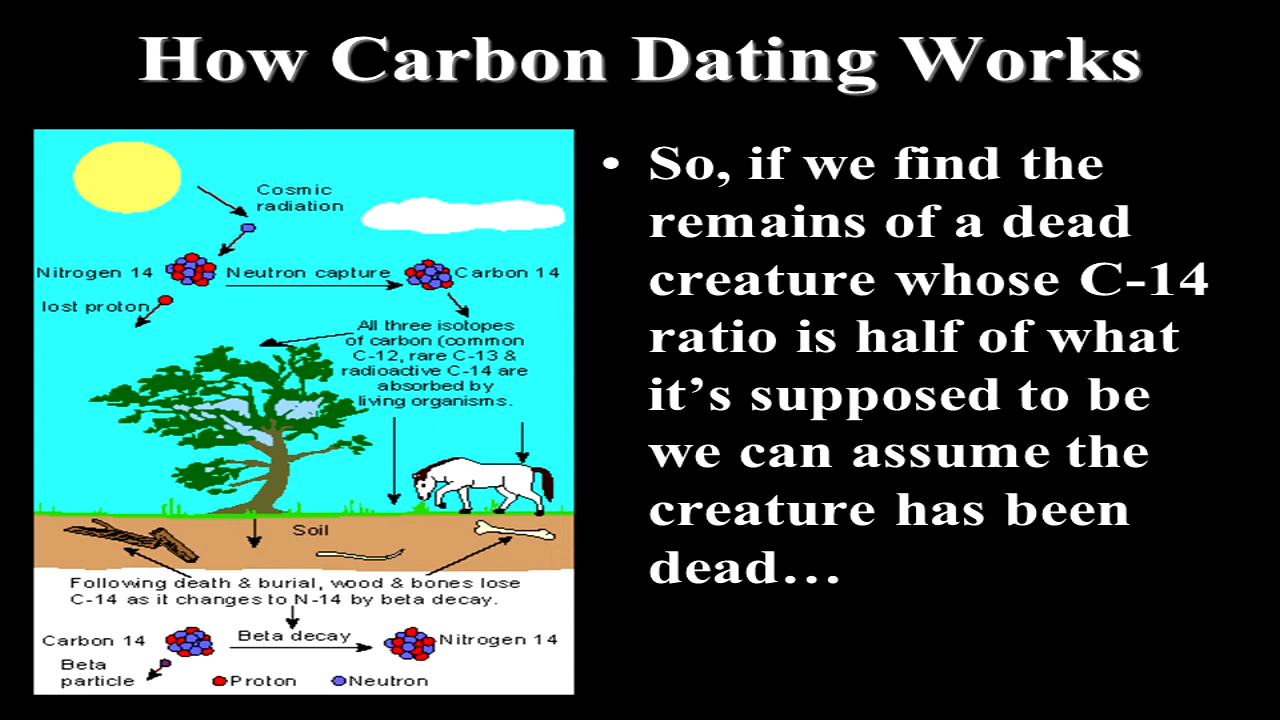 How Carbon Dating Works
Cosmic
radiation
Nitrogen 14
Neutron capture
Carbon 14
lost proton
All three isotopes
of carbon (common
C-12, rare C-13 &
radioactive C-14 are
absorbed by
living organisms.
Soil
Following death & burial, wood & bones lose
C-14 as it changes to N-14 by beta decay.
Carbon 14
Beta decay
Nitrogen 14
Beta
particle
Proton
Neutron
• So, if we find the
remains of a dead
creature whose C-14
ratio is half of what
it’s supposed to be
we can assume the
creature has been
dead…